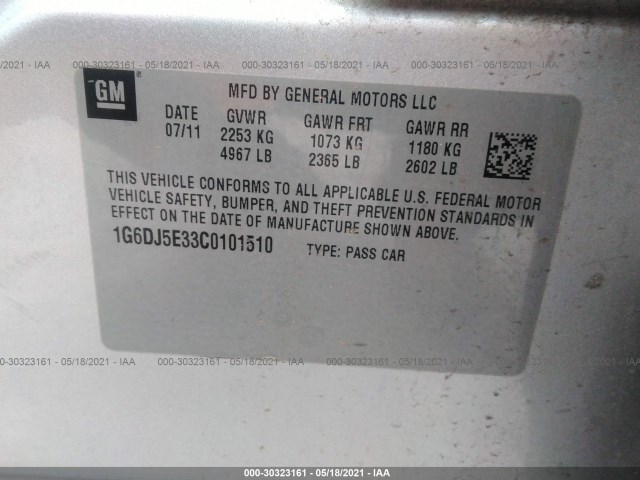 000-30323161 - 05/18/2021 - IAA
GM
MFD BY GENERAL MOTORS LLC
DATE GVWR GAWR FRT GAWR RR
07/11 2253 KG 1073 KG 1180 KG
4967 LB 2365 LB 2602 LB
THIS VEHICLE CONFORMS TO ALL APPLICABLE U.S. FEDERAL MOTOR
VEHICLE SAFETY, BUMPER, AND THEFT PREVENTION STANDARDS IN
EFFECT ON THE DATE OF MANUFACTURE SHOWN ABOVE.
1G6DJ5E33C0101510 TYPE: PASS CAR
000-30323161 - 05/18/2021 - IAA
000-30323161 - 05/18/2021 - IAA